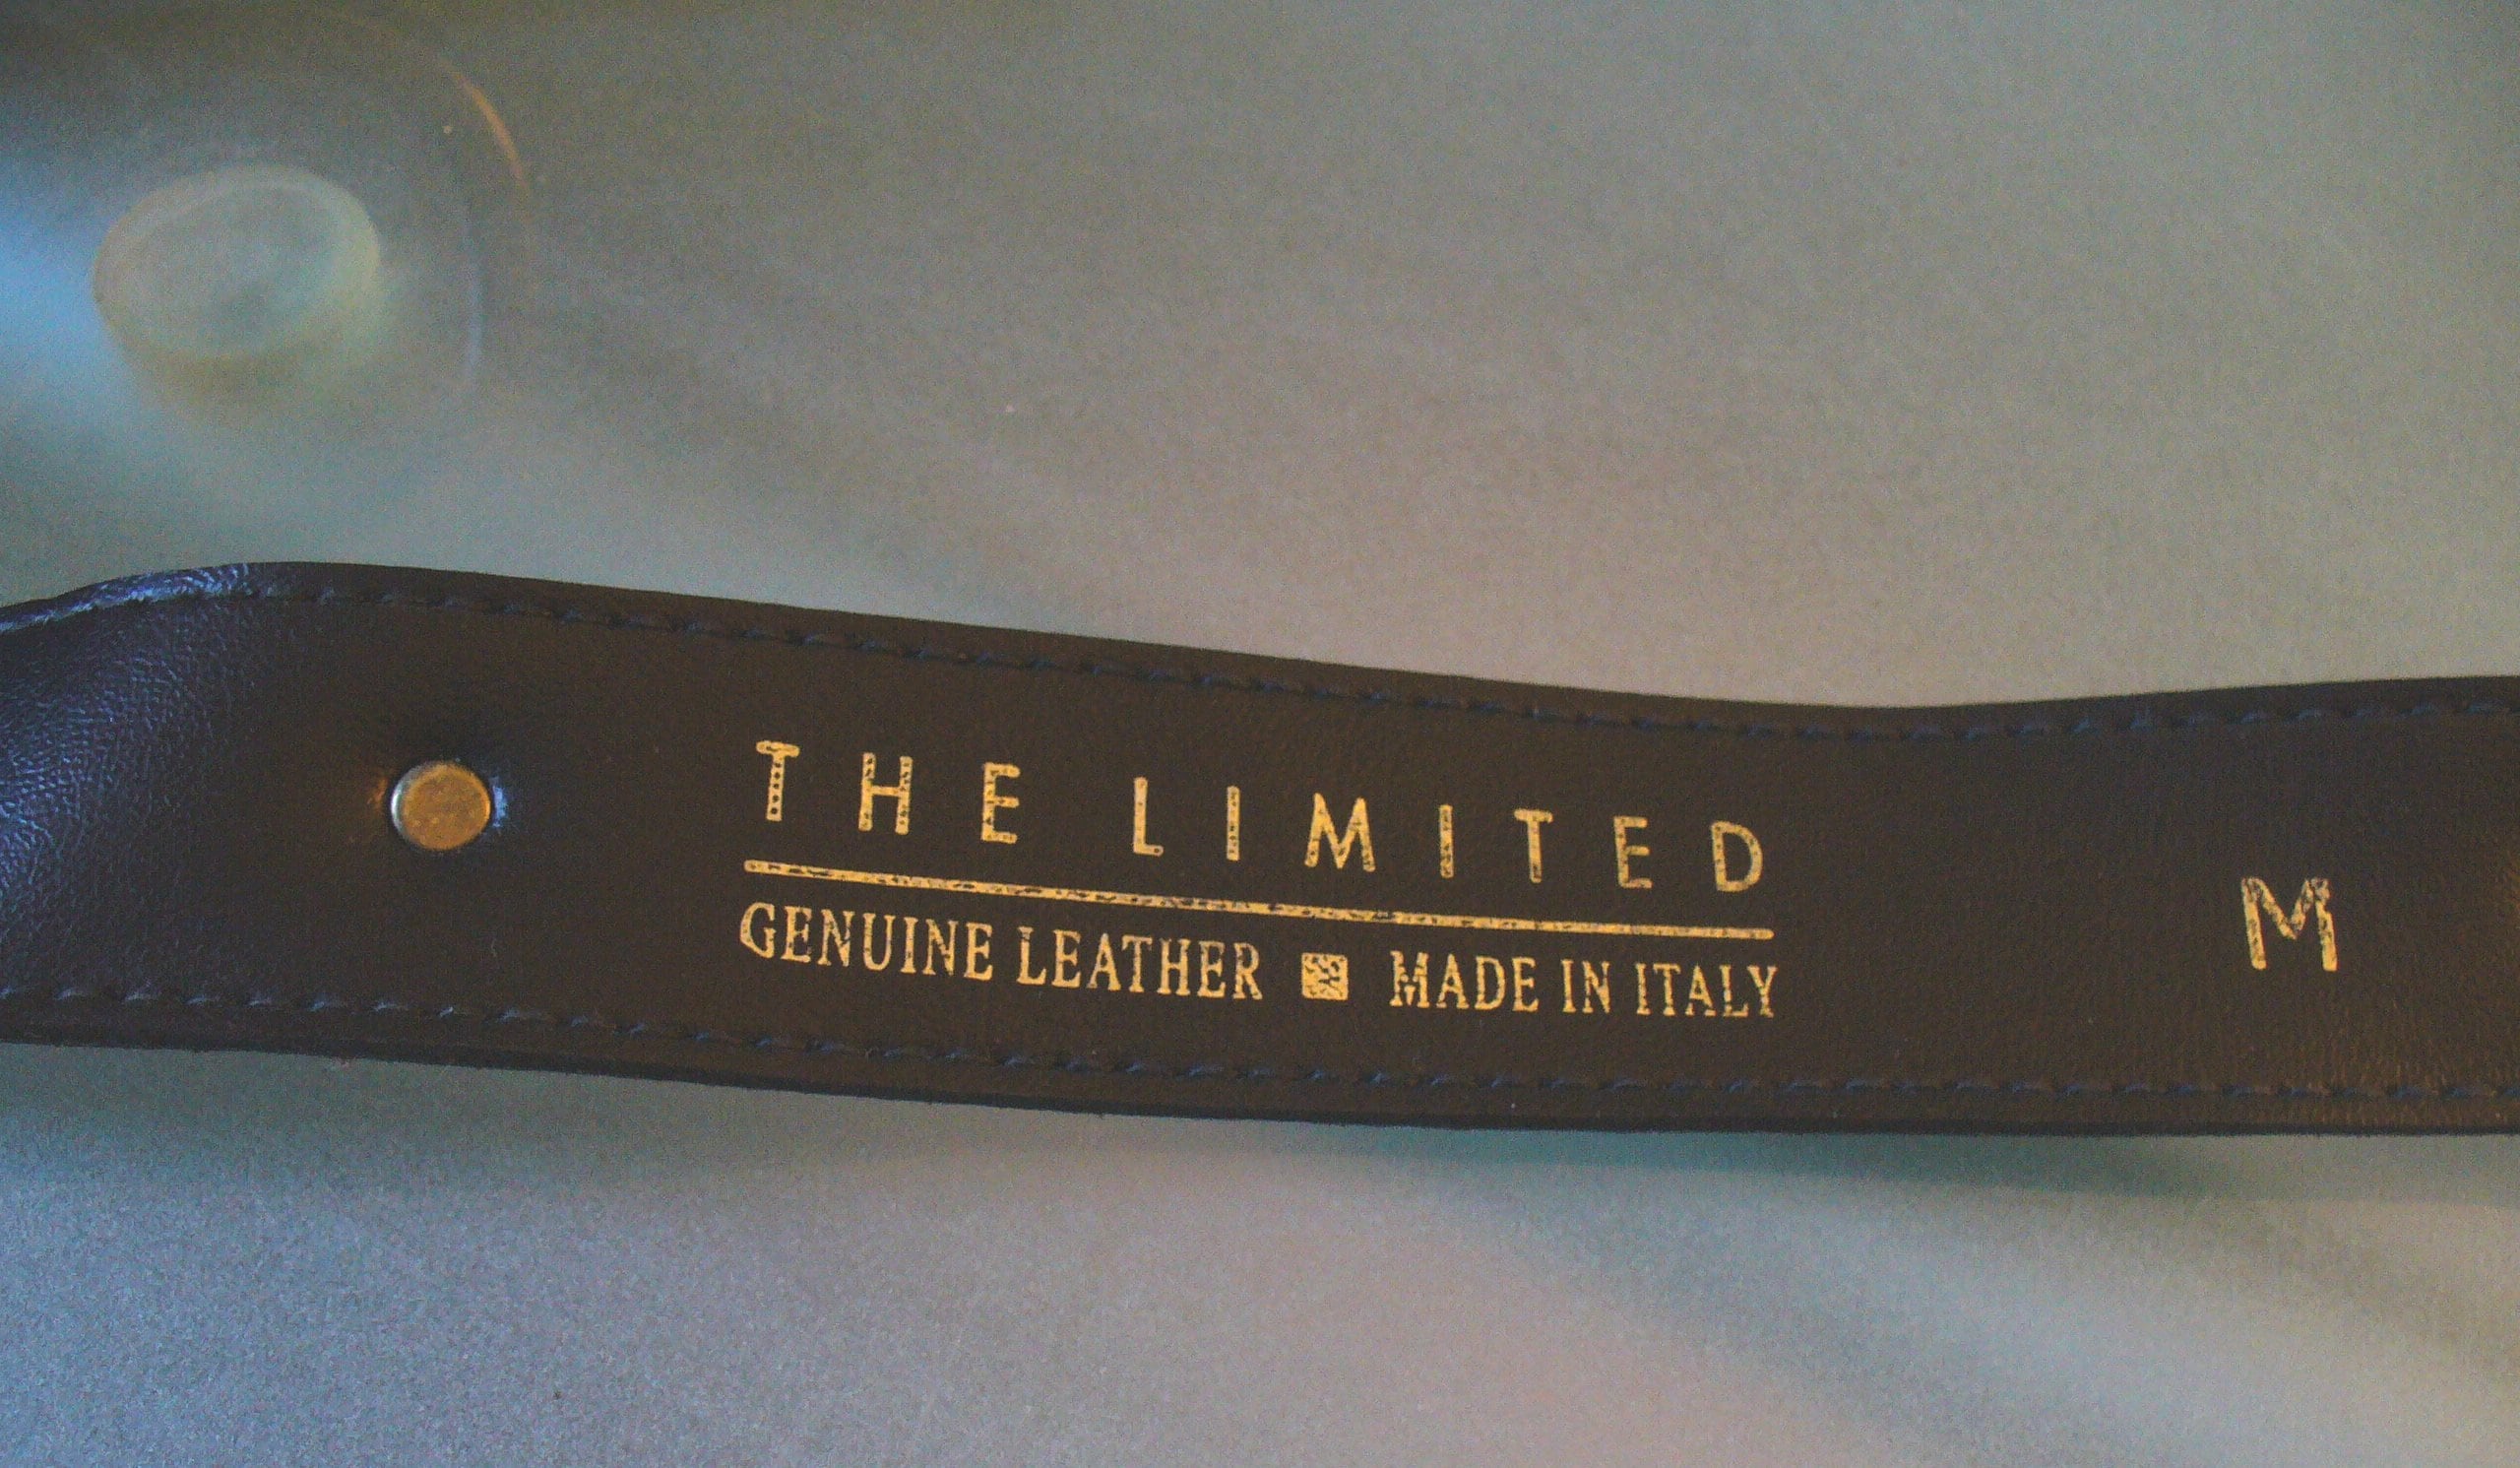 THE LIMITED
GENUINE LEATHER ▪ MADE IN ITALY
M